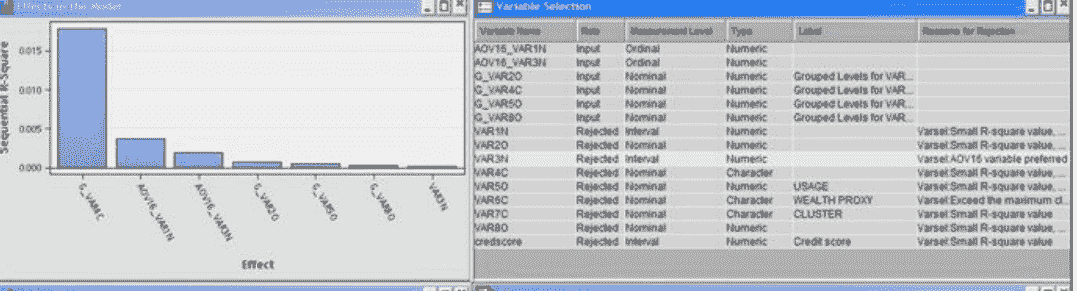 Effects in the Model
Sequential R-Square
0.015
0.010
0.005
0.000
G_VAR4C
AOV16_VAR1N
AOV16_VAR3N
G_VAR2O
G_VAR5O
G_VAR8O
VAR3N
Effect
Variable Selection
Variable Name Role Measurement Level Type Label Reasons for Rejection
AOV16_VAR1N Input Ordinal Numeric
AOV16_VAR3N Input Ordinal Numeric
G_VAR2O Input Nominal Numeric Grouped Levels for VAR...
G_VAR4C Input Nominal Numeric Grouped Levels for VAR...
G_VAR5O Input Nominal Numeric Grouped Levels for VAR...
G_VAR8O Input Nominal Numeric Grouped Levels for VAR...
VAR1N Rejected Interval Numeric Varsel:Small R-square value, ...
VAR2O Rejected Nominal Numeric Varsel:Small R-square value, ...
VAR3N Rejected Interval Numeric Varsel:AOV16 variable preferred
VAR4C Rejected Nominal Character Varsel:Small R-square value, ...
VAR5O Rejected Nominal Numeric USAGE Varsel:Small R-square value, ...
VAR6C Rejected Nominal Character WEALTH PROXY Varsel:Exceed the maximum cl...
VAR7C Rejected Nominal Character CLUSTER Varsel:Small R-square value
VAR8O Rejected Nominal Numeric Varsel:Small R-square value, ...
credscore Rejected Interval Numeric Credit score Varsel:Small R-square value